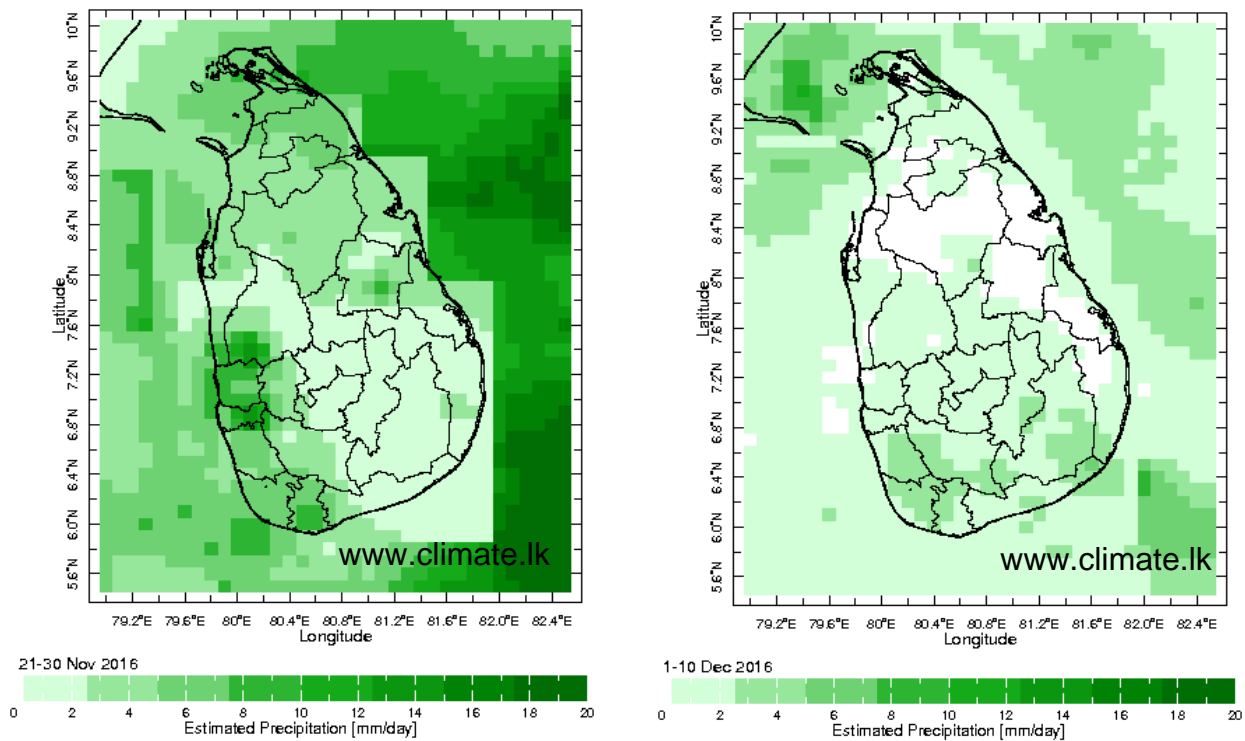 10°N
9.6°N
9.2°N
8.8°N
8.4°N
8°N
7.6°N
7.2°N
6.8°N
6.4°N
6.0°N
5.6°N
Latitude
www.climate.lk
79.2°E 79.6°E 80°E 80.4°E 80.8°E 81.2°E 81.6°E 82.0°E 82.4°E
Longitude
21-30 Nov 2016
0 2 4 6 8 10 12 14 16 18 20
Estimated Precipitation [mm/day]
10°N
9.6°N
9.2°N
8.8°N
8.4°N
8°N
7.6°N
7.2°N
6.8°N
6.4°N
6.0°N
5.6°N
Latitude
www.climate.lk
79.2°E 79.6°E 80°E 80.4°E 80.8°E 81.2°E 81.6°E 82.0°E 82.4°E
Longitude
1-10 Dec 2016
0 2 4 6 8 10 12 14 16 18 20
Estimated Precipitation [mm/day]